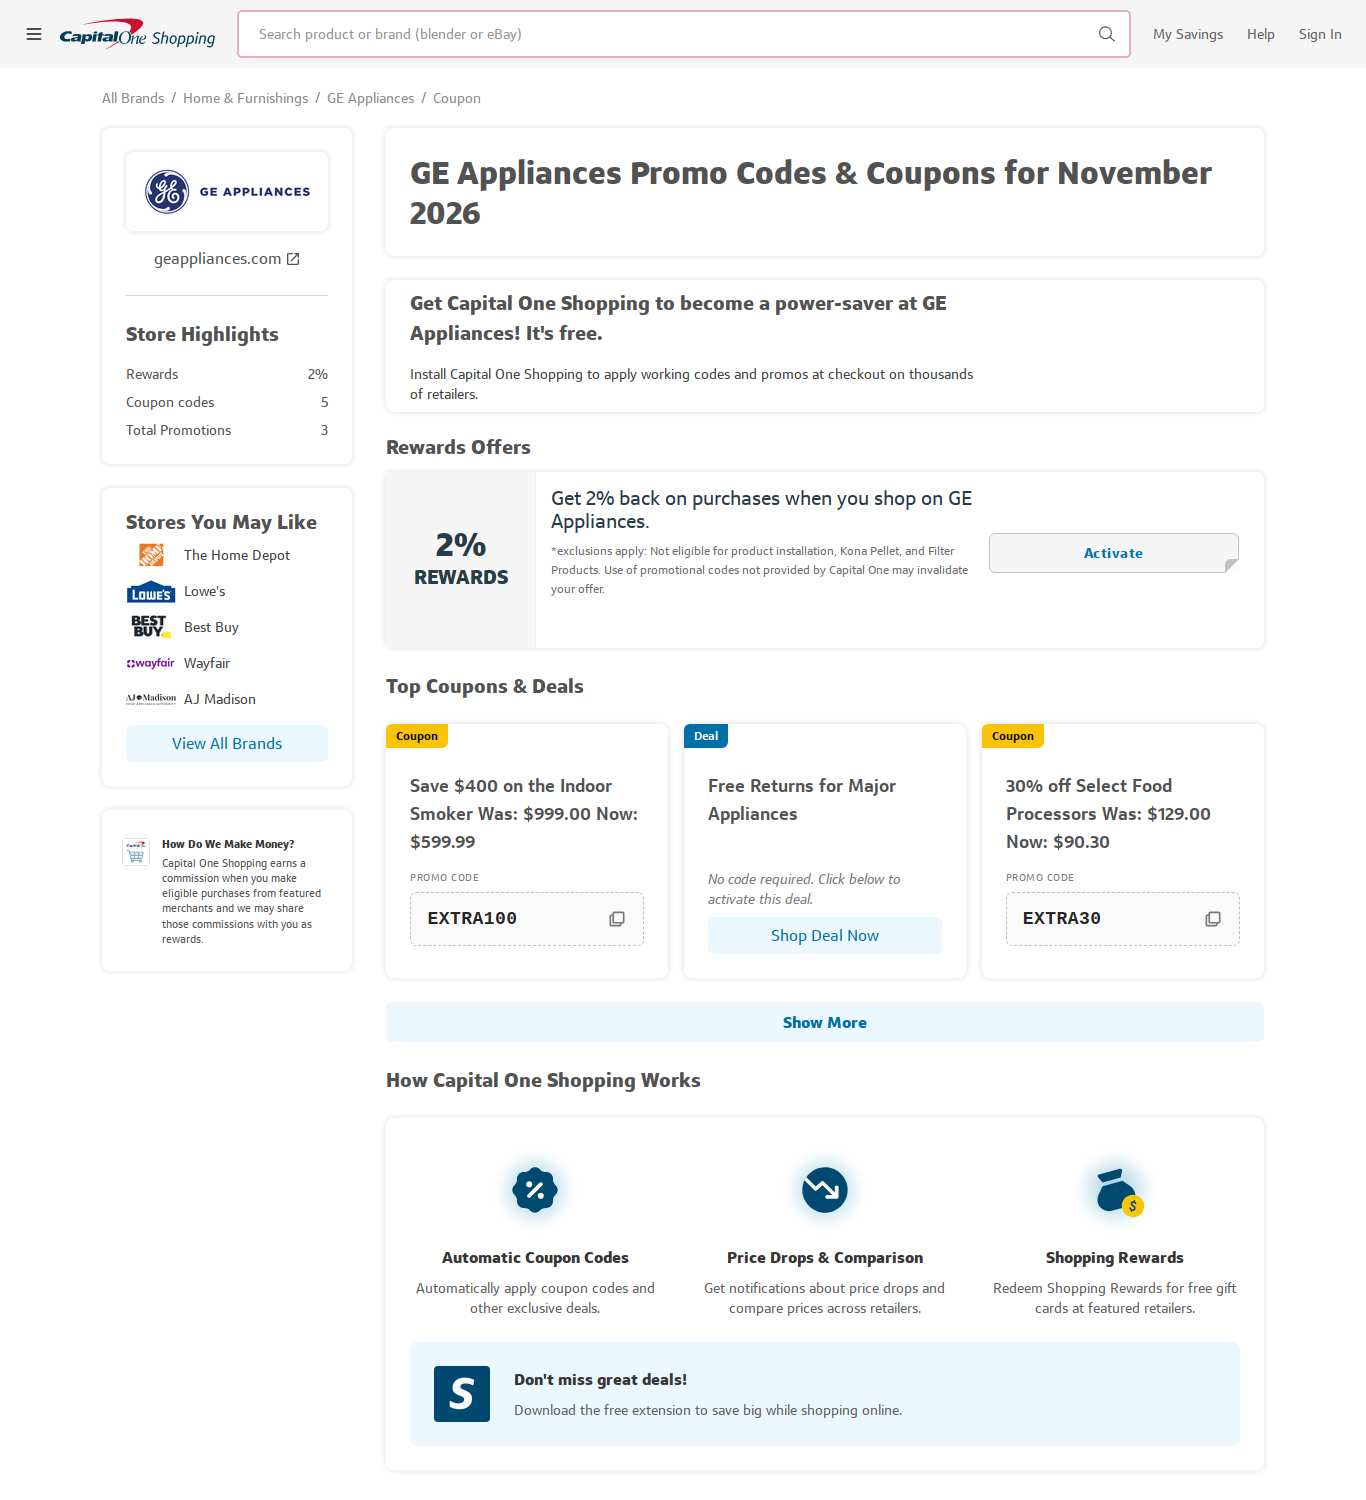 Capital One Shopping
Search product or brand (blender or eBay)
My Savings
Help
Sign In
All Brands / Home & Furnishings / GE Appliances / Coupon
GE APPLIANCES
geappliances.com
Store Highlights
Rewards 2%
Coupon codes 5
Total Promotions 3
Stores You May Like
The Home Depot
LOWE'S
Lowe's
BEST BUY
Best Buy
wayfair
Wayfair
AJ Madison
AJ Madison
View All Brands
How Do We Make Money?
Capital One Shopping earns a
commission when you make
eligible purchases from featured
merchants and we may share
those commissions with you as
rewards.
GE Appliances Promo Codes & Coupons for November
2026
Get Capital One Shopping to become a power-saver at GE
Appliances! It's free.
Install Capital One Shopping to apply working codes and promos at checkout on thousands
of retailers.
Rewards Offers
2%
REWARDS
Get 2% back on purchases when you shop on GE
Appliances.
*exclusions apply: Not eligible for product installation, Kona Pellet, and Filter
Products. Use of promotional codes not provided by Capital One may invalidate
your offer.
Activate
Top Coupons & Deals
Coupon
Save $400 on the Indoor
Smoker Was: $999.00 Now:
$599.99
PROMO CODE
EXTRA100
Deal
Free Returns for Major
Appliances
No code required. Click below to
activate this deal.
Shop Deal Now
Coupon
30% off Select Food
Processors Was: $129.00
Now: $90.30
PROMO CODE
EXTRA30
Show More
How Capital One Shopping Works
Automatic Coupon Codes
Automatically apply coupon codes and
other exclusive deals.
Price Drops & Comparison
Get notifications about price drops and
compare prices across retailers.
$
Shopping Rewards
Redeem Shopping Rewards for free gift
cards at featured retailers.
S
Don't miss great deals!
Download the free extension to save big while shopping online.